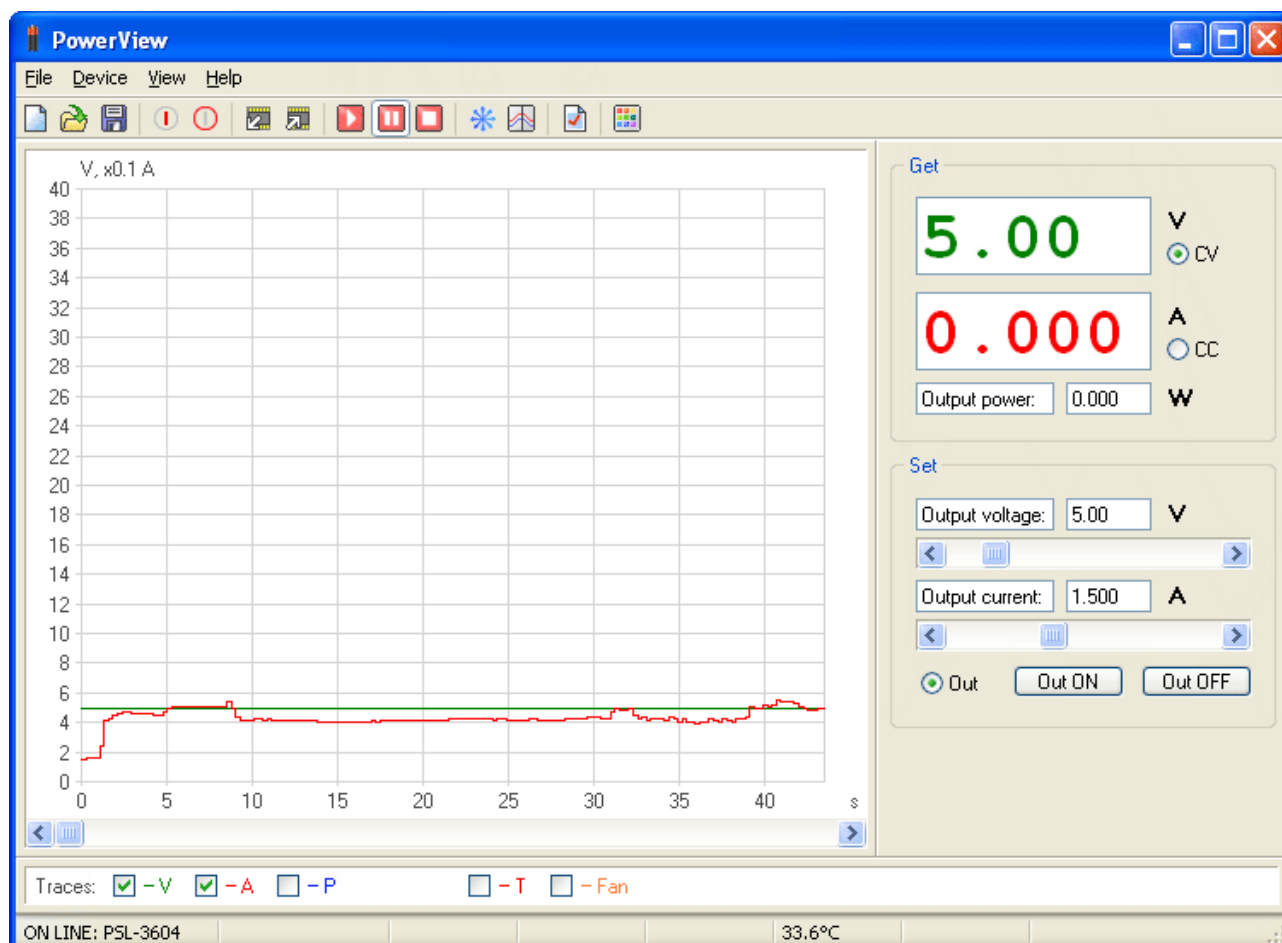 PowerView
File Device View Help
V, x0.1 A
40
38
36
34
32
30
28
26
24
22
20
18
16
14
12
10
8
6
4
2
0
0 5 10 15 20 25 30 35 40 s
Get
5.00 V
CV
0.000 A
CC
Output power: 0.000 W
Set
Output voltage: 5.00 V
Output current: 1.500 A
Out Out ON Out OFF
Traces: – V – A – P – T – Fan
ON LINE: PSL-3604 33.6°C